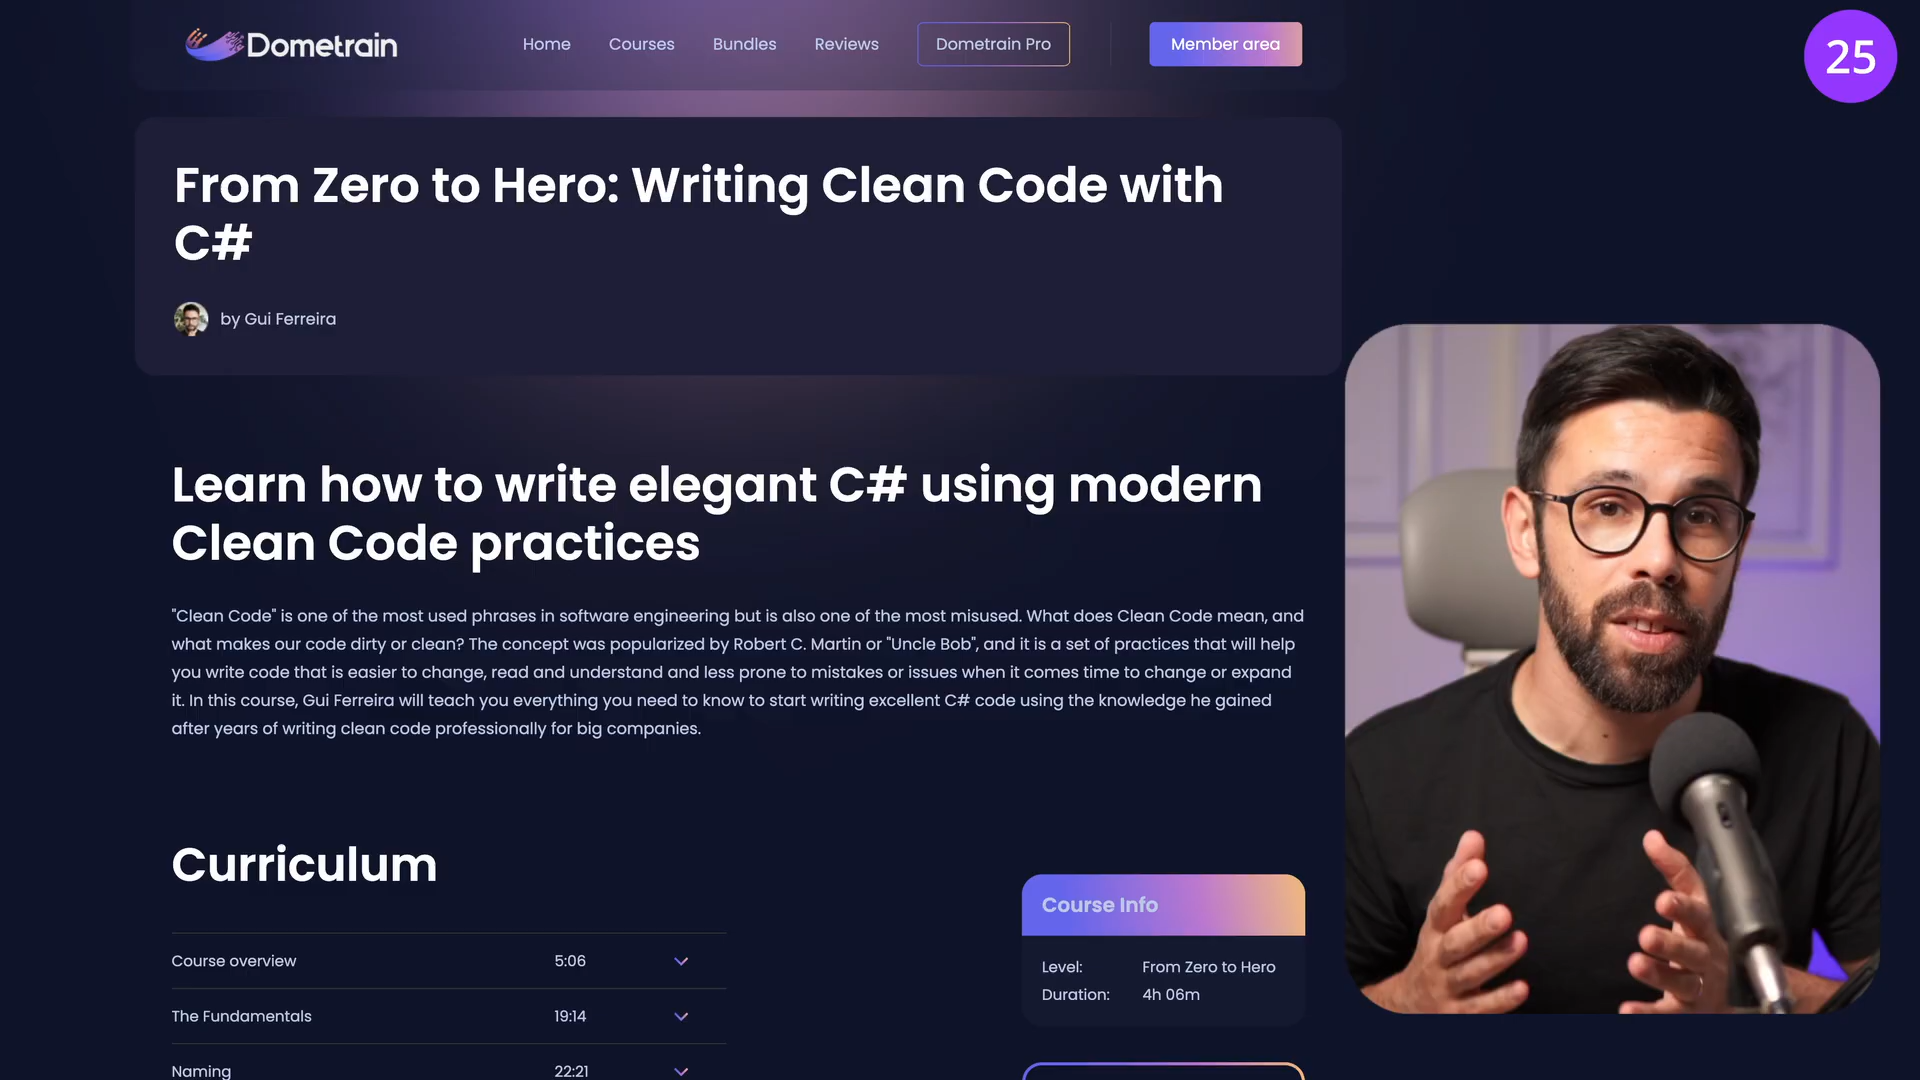 Dometrain
Home
Courses
Bundles
Reviews
Dometrain Pro
Member area
25
From Zero to Hero: Writing Clean Code with
C#
by Gui Ferreira
Learn how to write elegant C# using modern
Clean Code practices
"Clean Code" is one of the most used phrases in software engineering but is also one of the most misused. What does Clean Code mean, and
what makes our code dirty or clean? The concept was popularized by Robert C. Martin or "Uncle Bob", and it is a set of practices that will help
you write code that is easier to change, read and understand and less prone to mistakes or issues when it comes time to change or expand
it. In this course, Gui Ferreira will teach you everything you need to know to start writing excellent C# code using the knowledge he gained
after years of writing clean code professionally for big companies.
Curriculum
Course overview 5:06
The Fundamentals 19:14
Naming 22:21
Course Info
Level: From Zero to Hero
Duration: 4h 06m